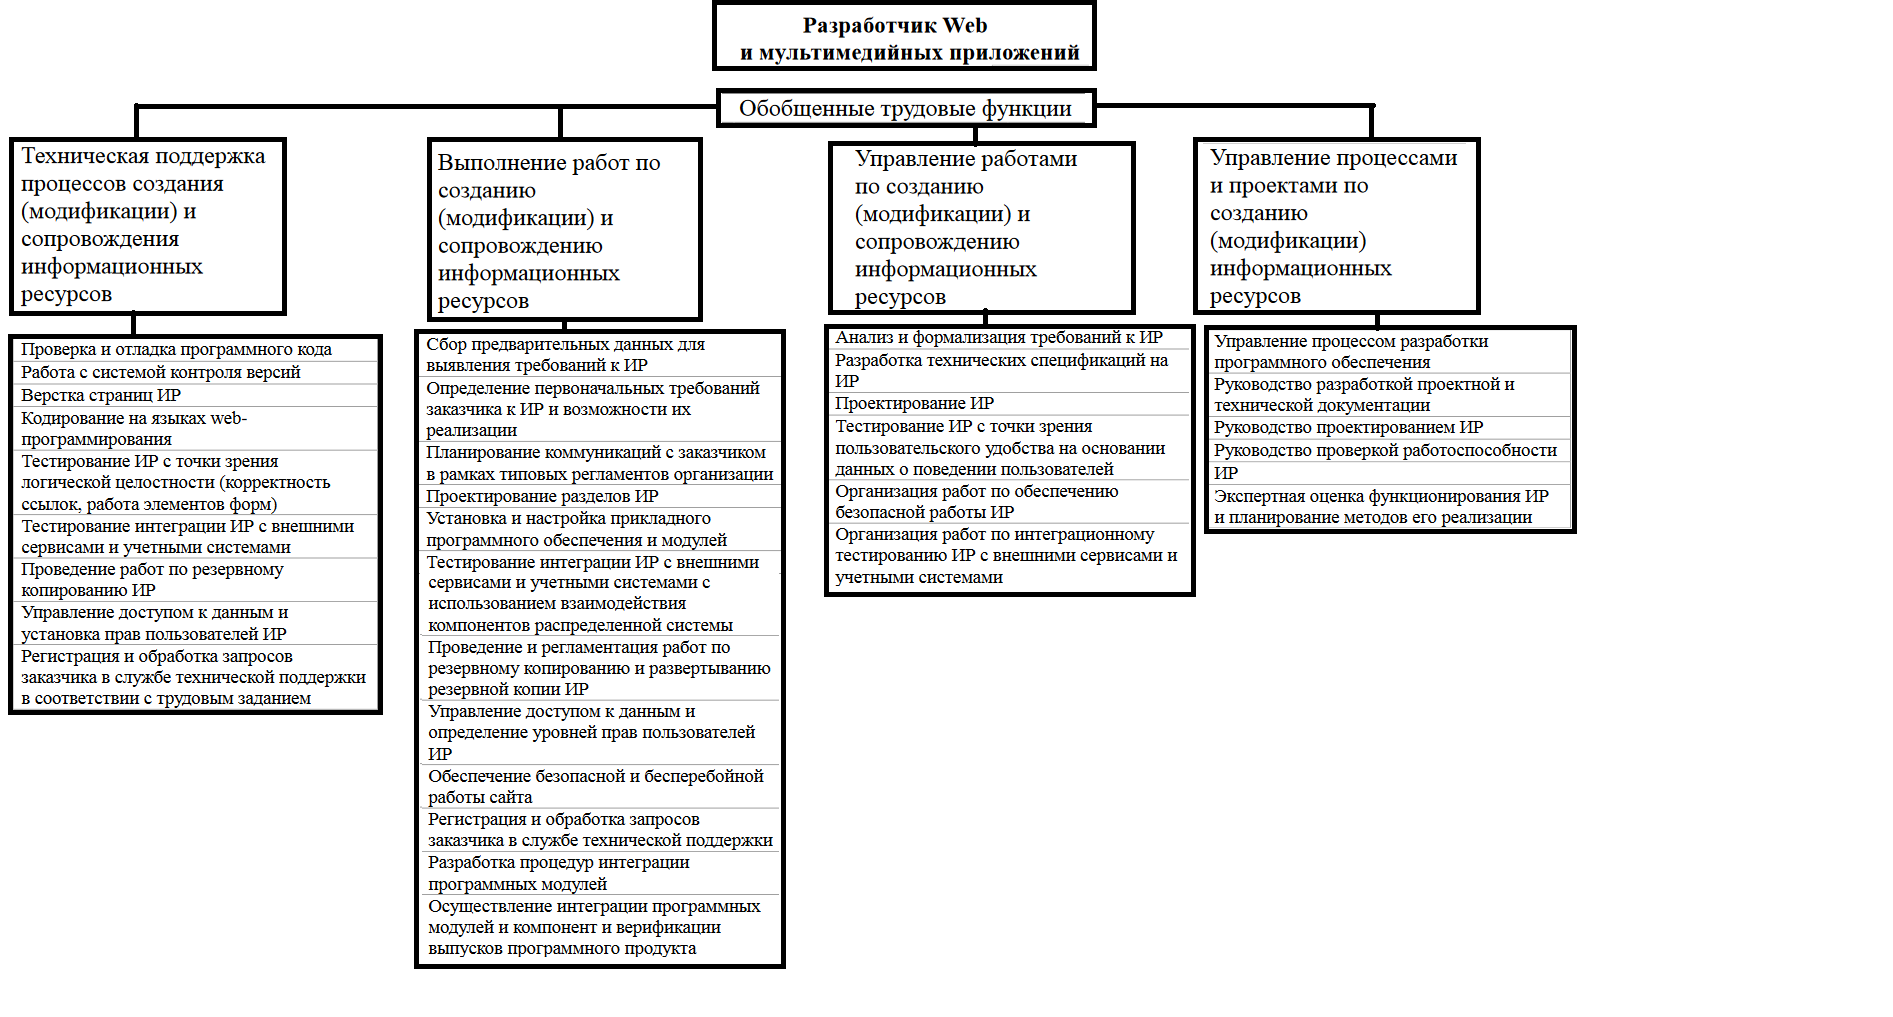 Разработчик Web
и мультимедийных приложений
Обобщенные трудовые функции
Техническая поддержка
процессов создания
(модификации) и
сопровождения
информационных
ресурсов
Проверка и отладка программного кода
Работа с системой контроля версий
Верстка страниц ИР
Кодирование на языках web-
программирования
Тестирование ИР с точки зрения
логической целостности (корректность
ссылок, работа элементов форм)
Тестирование интеграции ИР с внешними
сервисами и учетными системами
Проведение работ по резервному
копированию ИР
Управление доступом к данным и
установка прав пользователей ИР
Регистрация и обработка запросов
заказчика в службе технической поддержки
в соответствии с трудовым заданием
Выполнение работ по
созданию
(модификации) и
сопровождению
информационных
ресурсов
Сбор предварительных данных для
выявления требований к ИР
Определение первоначальных требований
заказчика к ИР и возможности их
реализации
Планирование коммуникаций с заказчиком
в рамках типовых регламентов организации
Проектирование разделов ИР
Установка и настройка прикладного
программного обеспечения и модулей
Тестирование интеграции ИР с внешними
сервисами и учетными системами с
использованием взаимодействия
компонентов распределенной системы
Проведение и регламентация работ по
резервному копированию и развертыванию
резервной копии ИР
Управление доступом к данным и
определение уровней прав пользователей
ИР
Обеспечение безопасной и бесперебойной
работы сайта
Регистрация и обработка запросов
заказчика в службе технической поддержки
Разработка процедур интеграции
программных модулей
Осуществление интеграции программных
модулей и компонент и верификации
выпусков программного продукта
Управление работами
по созданию
(модификации) и
сопровождению
информационных
ресурсов
Анализ и формализация требований к ИР
Разработка технических спецификаций на
ИР
Проектирование ИР
Тестирование ИР с точки зрения
пользовательского удобства на основании
данных о поведении пользователей
Организация работ по обеспечению
безопасной работы ИР
Организация работ по интеграционному
тестированию ИР с внешними сервисами и
учетными системами
Управление процессами
и проектами по
созданию
(модификации)
информационных
ресурсов
Управление процессом разработки
программного обеспечения
Руководство разработкой проектной и
технической документации
Руководство проектированием ИР
Руководство проверкой работоспособности
ИР
Экспертная оценка функционирования ИР
и планирование методов его реализации